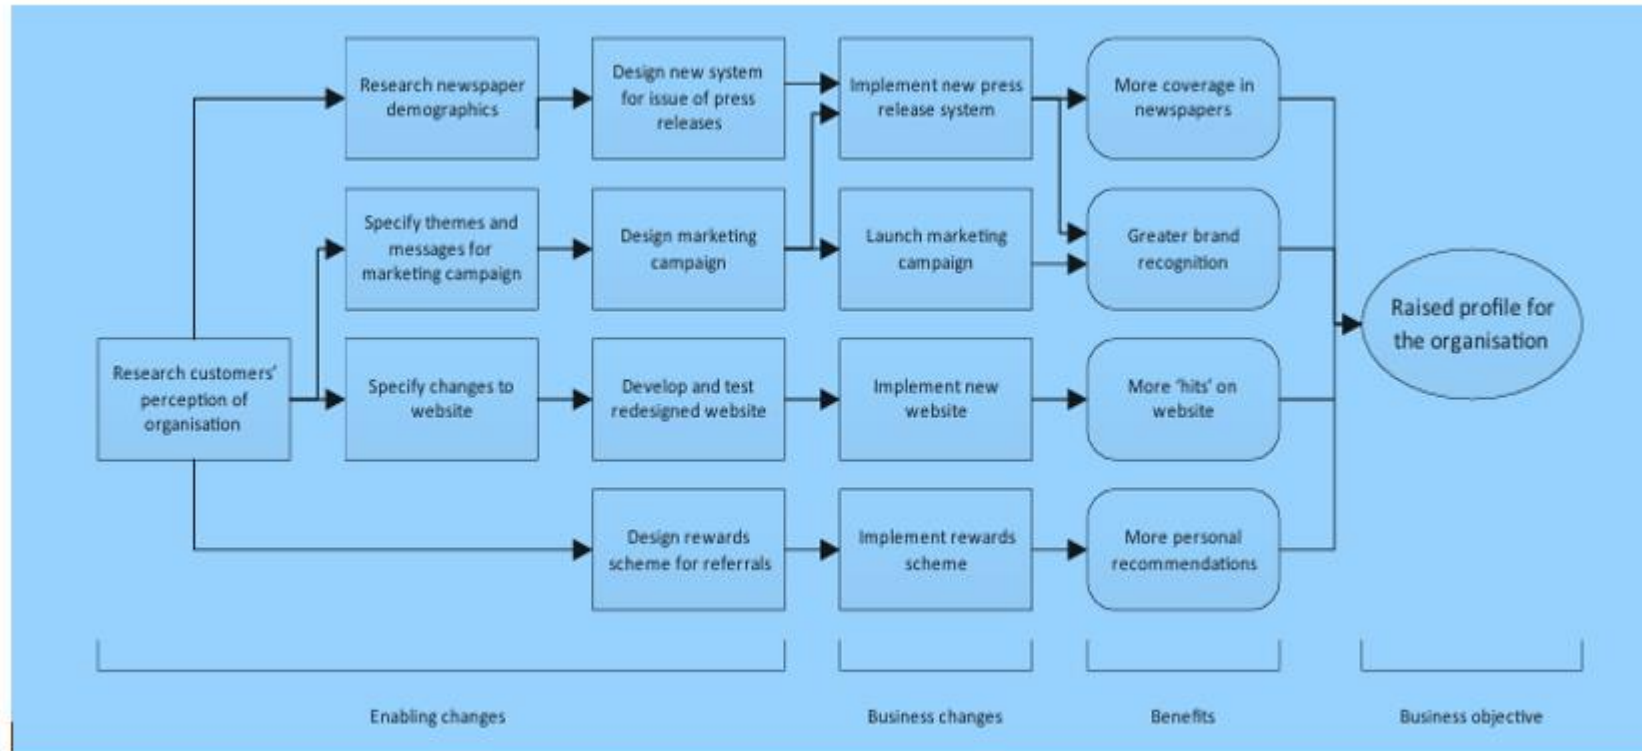 Research newspaper
demographics
Design new system
for issue of press
releases
Implement new press
release system
More coverage in
newspapers
Specify themes and
messages for
marketing campaign
Design marketing
campaign
Launch marketing
campaign
Greater brand
recognition
Raised profile for
the organisation
Research customers'
perception of
organisation
Specify changes to
website
Develop and test
redesigned website
Implement new
website
More 'hits' on
website
Design rewards
scheme for referrals
Implement rewards
scheme
More personal
recommendations
Enabling changes
Business changes
Benefits
Business objective